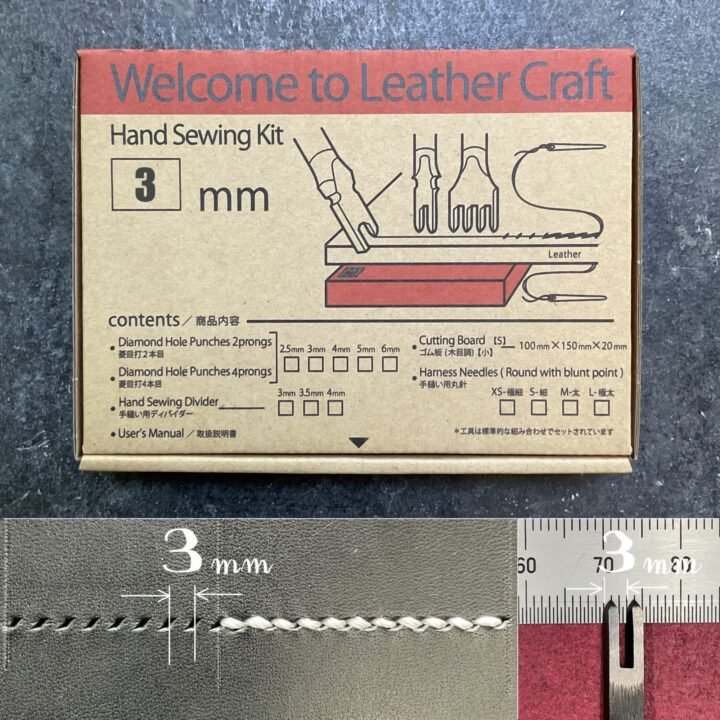 Welcome to Leather Craft
Hand Sewing Kit
3 mm
Leather
contents / 商品内容
• Diamond Hole Punches 2prongs
菱目打2本目
• Diamond Hole Punches 4prongs
菱目打4本目
2.5mm 3mm 4mm 5mm 6mm
• Hand Sewing Divider
手縫い用ディバイダー
3mm 3.5mm 4mm
• User's Manual / 取扱説明書
• Cutting Board 【S】 100mm×150mm×20mm
ゴム板 (木目調)【小】
• Harness Needles ( Round with blunt point )
手縫い用丸針
XS-極細 S-細 M-太 L-極太
*工具は標準的な組み合わせでセットされています
3 mm
60 70 80
3 mm